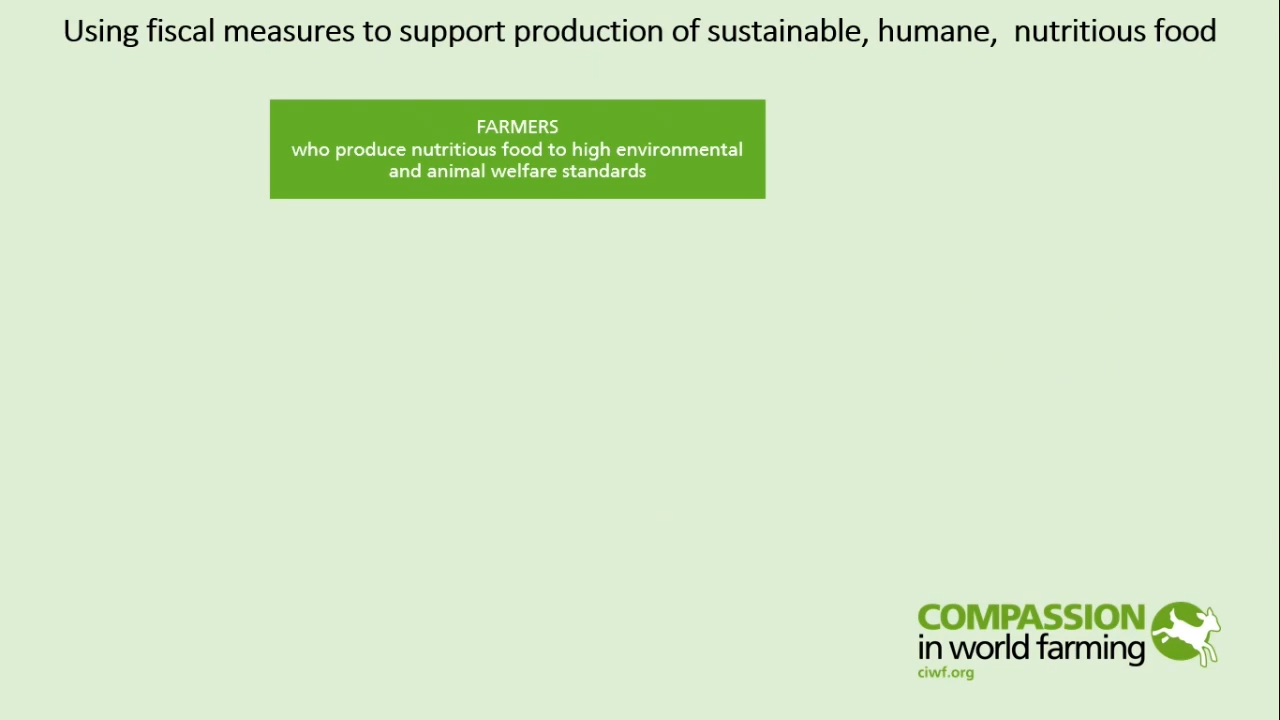 Using fiscal measures to support production of sustainable, humane,  nutritious food
FARMERS
who produce nutritious food to high environmental
and animal welfare standards
COMPASSION
in world farming
ciwf.org